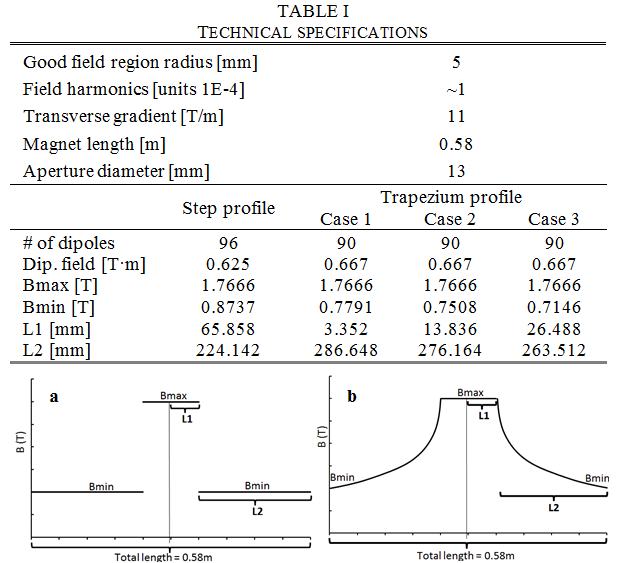 TABLE I
TECHNICAL SPECIFICATIONS
Good field region radius [mm] 5
Field harmonics [units 1E-4] ~1
Transverse gradient [T/m] 11
Magnet length [m] 0.58
Aperture diameter [mm] 13
Step profile Trapezium profile
Case 1 Case 2 Case 3
# of dipoles 96 90 90 90
Dip. field [T·m] 0.625 0.667 0.667 0.667
Bmax [T] 1.7666 1.7666 1.7666 1.7666
Bmin [T] 0.8737 0.7791 0.7508 0.7146
L1 [mm] 65.858 3.352 13.836 26.488
L2 [mm] 224.142 286.648 276.164 263.512
a
Bmax
L1
B (T)
Bmin
Bmin
L2
Total length = 0.58m
b
Bmax
L1
B (T)
Bmin
Bmin
L2
Total length = 0.58m